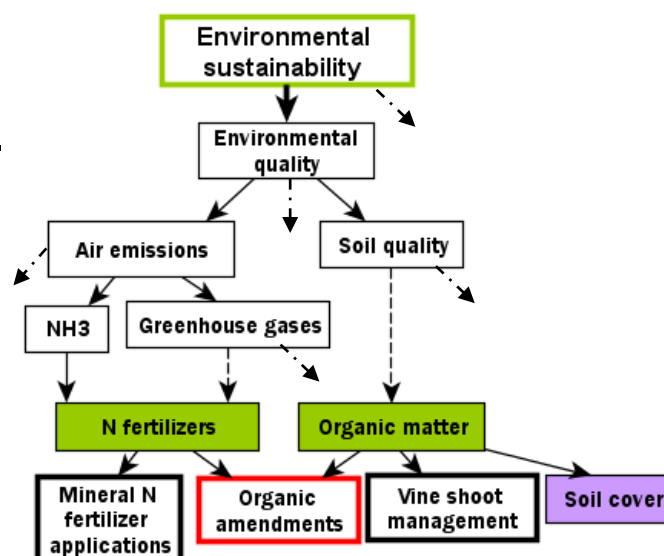 Environmental
sustainability
Environmental
quality
Air emissions
Soil quality
NH3
Greenhouse gases
N fertilizers
Organic matter
Mineral N
fertilizer
applications
Organic
amendments
Vine shoot
management
Soil cover